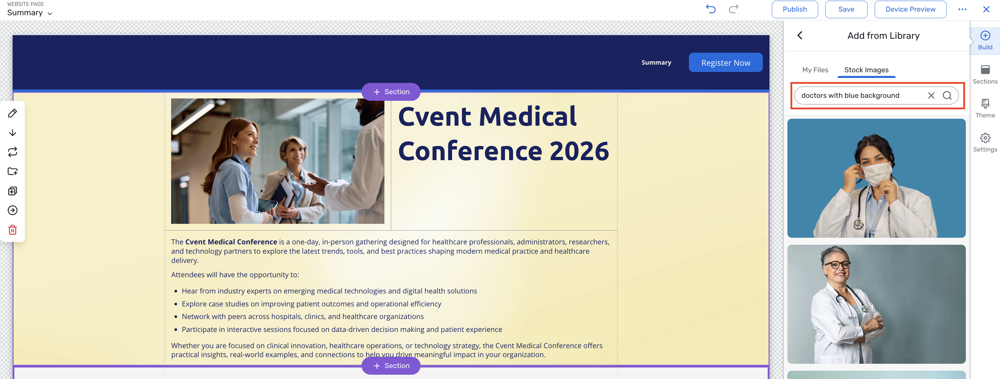 WEBSITE PAGE
Summary
Publish
Save
Device Preview
Summary
Register Now
+ Section
Cvent Medical
Conference 2026
The Cvent Medical Conference is a one-day, in-person gathering designed for healthcare professionals, administrators, researchers,
and technology partners to explore the latest trends, tools, and best practices shaping modern medical practice and healthcare
delivery.
Attendees will have the opportunity to:
• Hear from industry experts on emerging medical technologies and digital health solutions
• Explore case studies on improving patient outcomes and operational efficiency
• Network with peers across hospitals, clinics, and healthcare organizations
• Participate in interactive sessions focused on data-driven decision making and patient experience
Whether you are focused on clinical innovation, healthcare operations, or technology strategy, the Cvent Medical Conference offers
practical insights, real-world examples, and connections to help you drive meaningful impact in your organization.
+ Section
Add from Library
My Files
Stock Images
doctors with blue background
Build
Sections
Theme
Settings